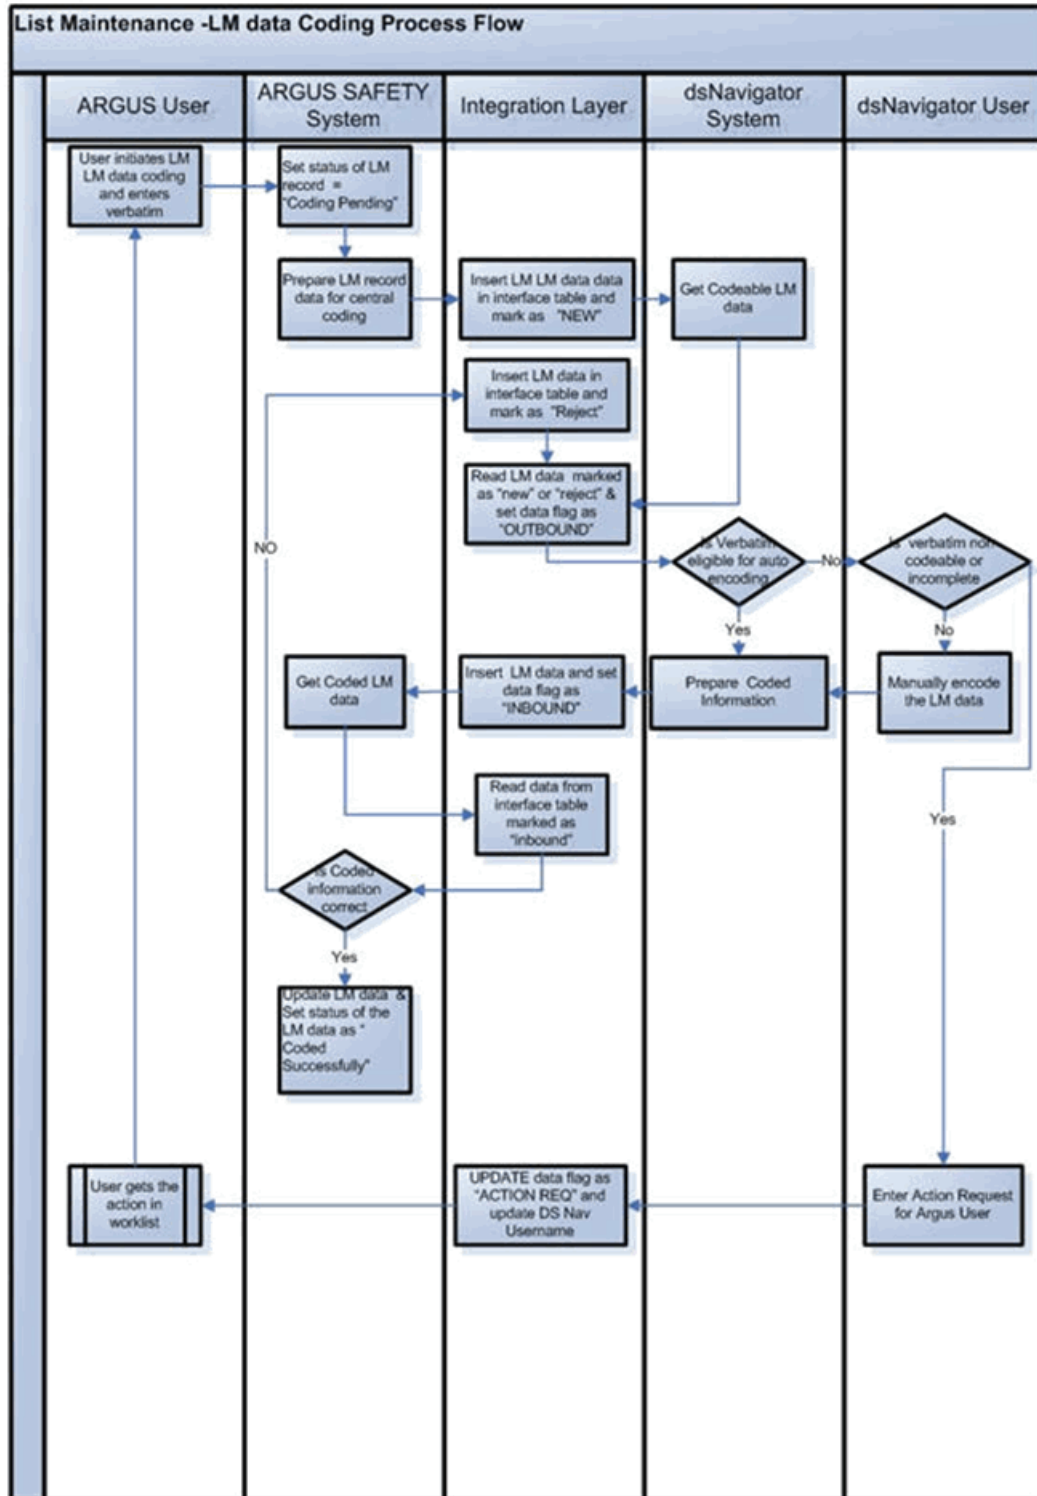 List Maintenance -LM data Coding Process Flow
ARGUS User
ARGUS SAFETY
System
Integration Layer
dsNavigator
System
dsNavigator User
User initiates LM
LM data coding
and enters
verbatim
Set status of LM
record =
"Coding Pending"
Prepare LM record
data for central
coding
Insert LM LM data data
in interface table and
mark as "NEW"
Get Codeable LM
data
Insert LM data in
interface table and
mark as "Reject"
Read LM data marked
as "new" or "reject" &
set data flag as
"OUTBOUND"
NO
Is Verbatim
eligible for auto
encoding
No
Is verbatim non
codeable or
incomplete
Yes
No
Get Coded LM
data
Insert LM data and set
data flag as
"INBOUND"
Prepare Coded
Information
Manually encode
the LM data
Read data from
interface table
marked as
"inbound"
Yes
Is Coded
information
correct
Yes
Update LM data &
Set status of the
LM data as "
Coded
Successfully"
User gets the
action in
worklist
UPDATE data flag as
"ACTION REQ" and
update DS Nav
Username
Enter Action Request
for Argus User